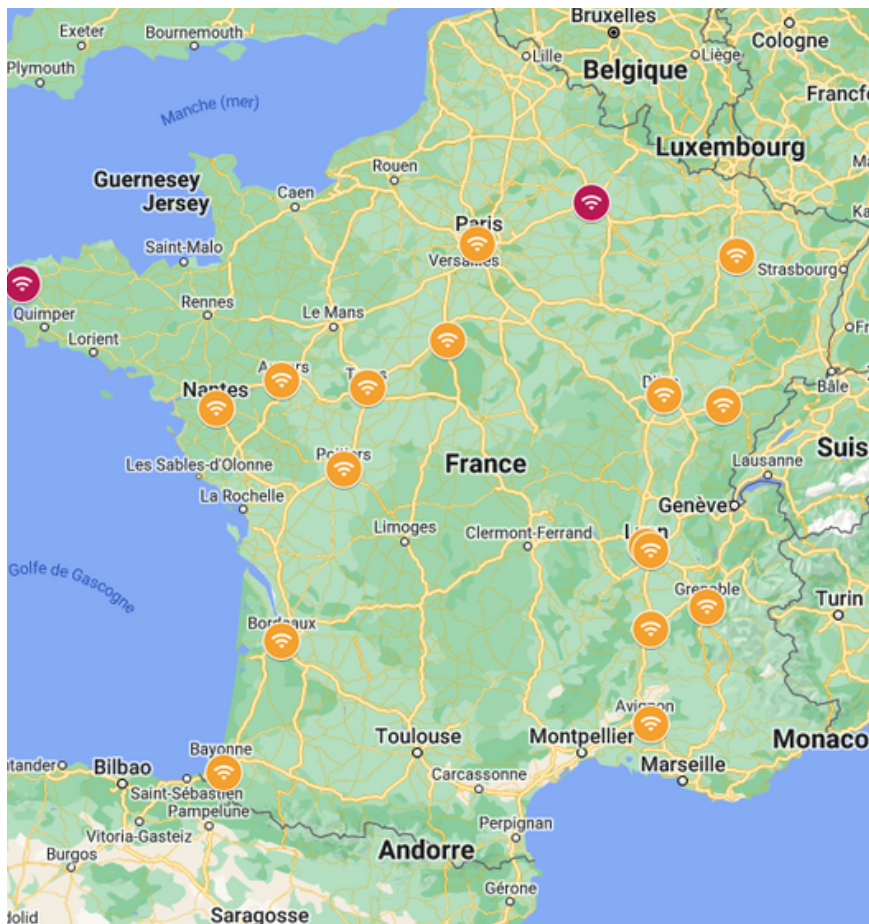 Bruxelles
Exeter
Bournemouth
Cologne
Lille
Liège
Plymouth
Belgique
Manche (mer)
Luxembourg
Rouen
Guernesey
Jersey
Caen
Paris
Saint-Malo
Strasbourg
Quimper
Rennes
Le Mans
Lorient
Bâle
Nantes
Les Sables-d'Olonne
France
Suis
Lausanne
La Rochelle
Genève
Limoges
Clermont-Ferrand
Golfe de Gascogne
Turin
Toulouse
Montpellier
Monaco
Bayonne
Bilbao
Marseille
Carcassonne
Saint-Sébastien
Pampelune
Vitoria-Gasteiz
Perpignan
Burgos
Andorre
Gérone
Saragosse